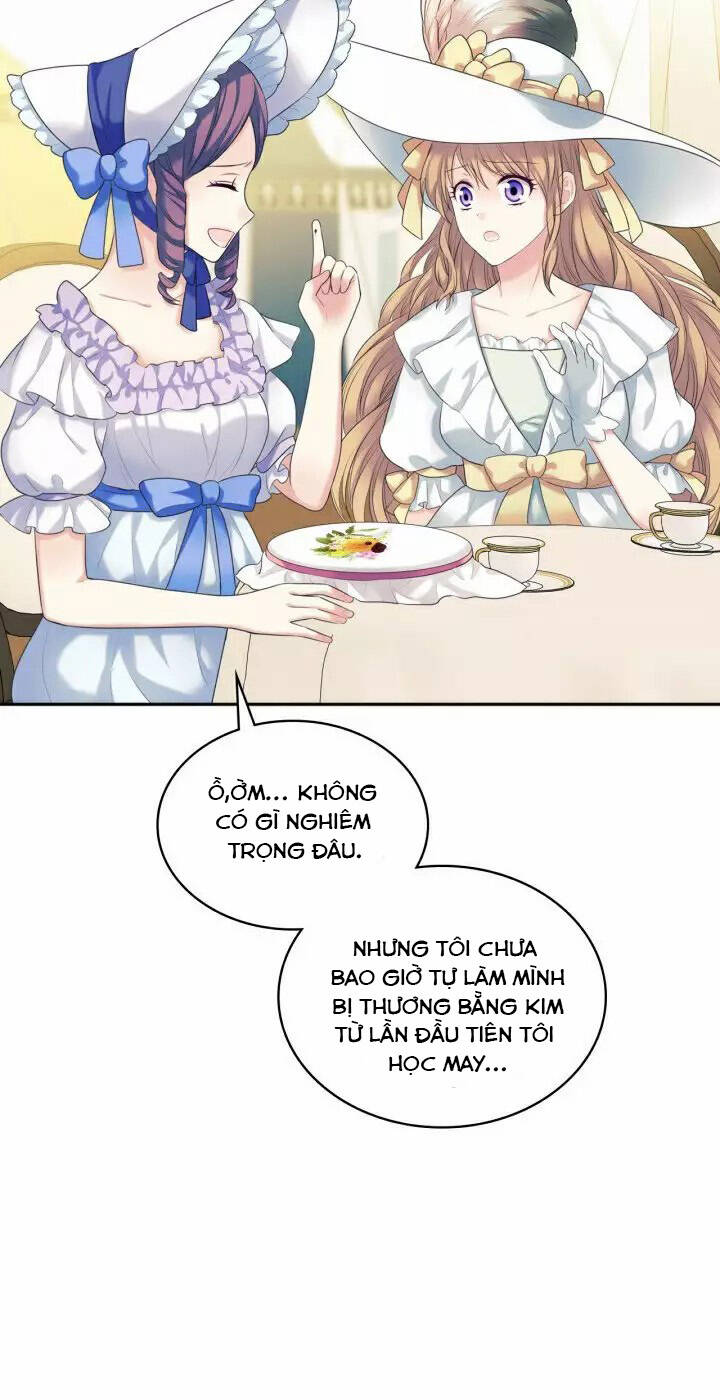 Ồ,ỜM... KHÔNG
CÓ GÌ NGHIÊM
TRỌNG ĐÂU.
NHƯNG TÔI CHƯA
BAO GIỜ TỰ LÀM MÌNH
BỊ THƯƠNG BẰNG KIM
TỪ LẦN ĐẦU TIÊN TÔI
HỌC MAY...